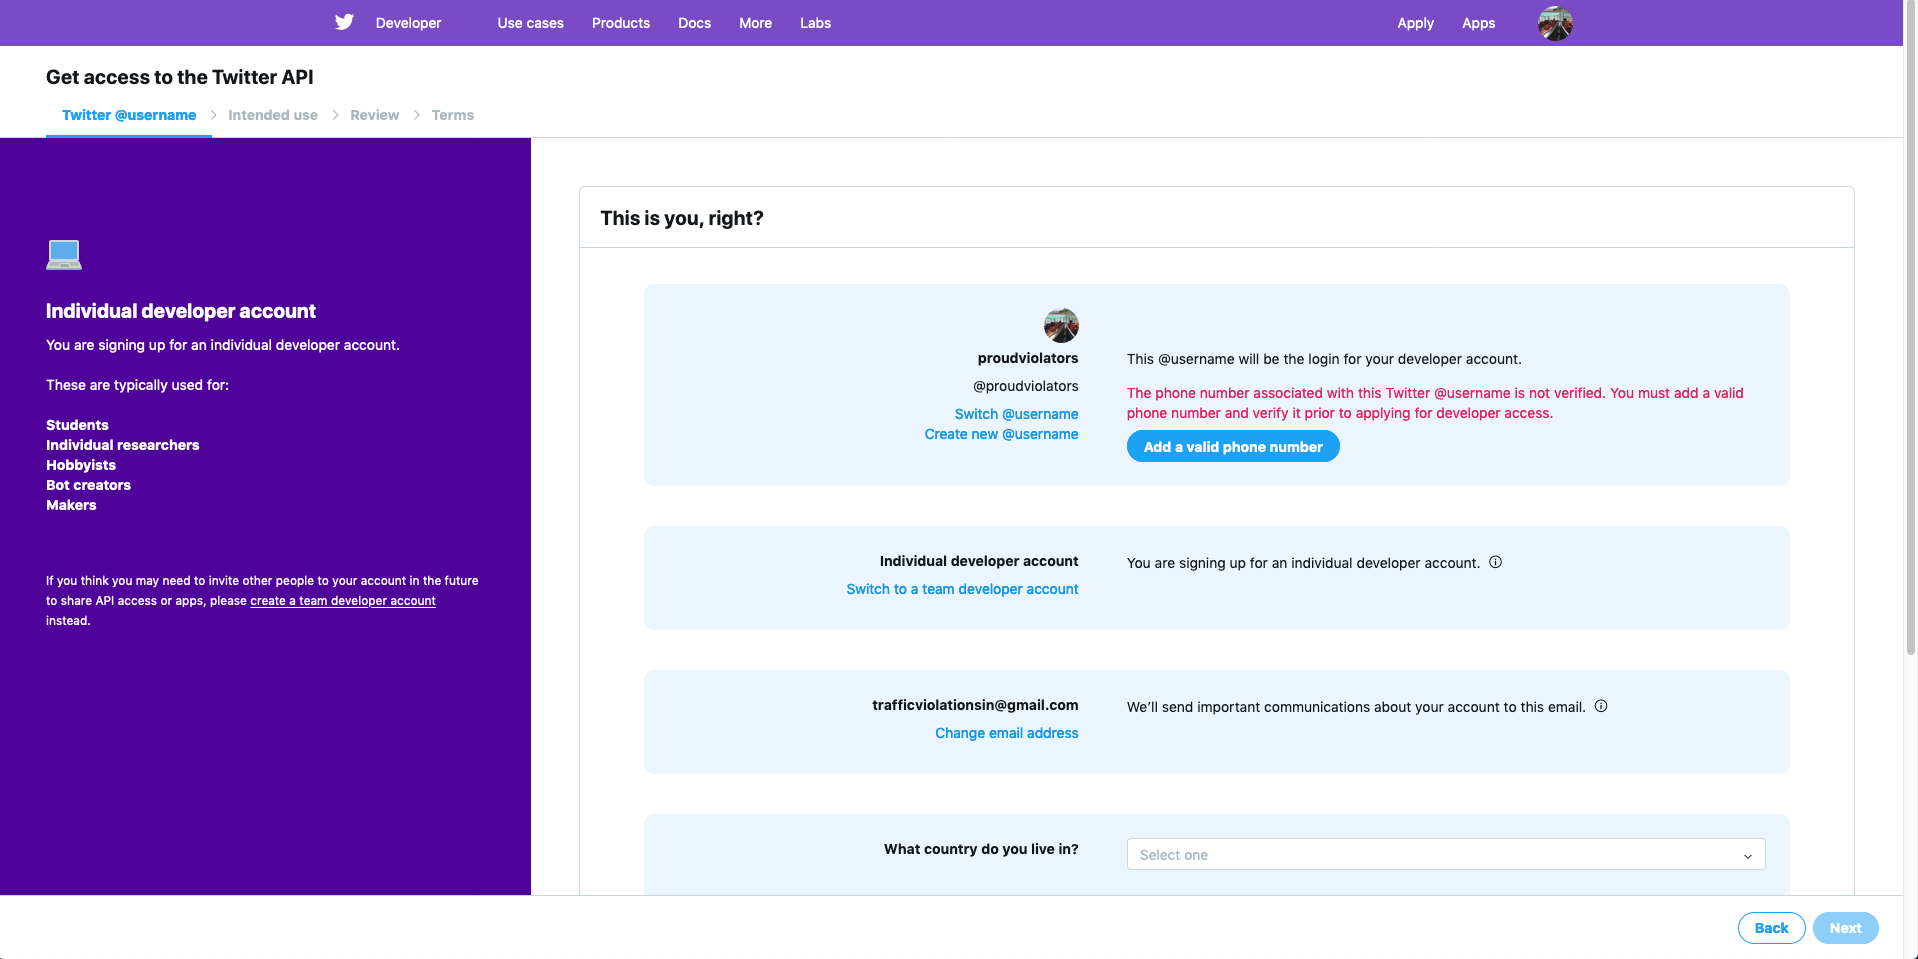 Developer
Use cases
Products
Docs
More
Labs
Apply
Apps
Get access to the Twitter API
Twitter @username
Intended use
Review
Terms
Individual developer account
You are signing up for an individual developer account.
These are typically used for:
Students
Individual researchers
Hobbyists
Bot creators
Makers
If you think you may need to invite other people to your account in the future
to share API access or apps, please create a team developer account
instead.
This is you, right?
proudviolators
@proudviolators
Switch @username
Create new @username
This @username will be the login for your developer account.
The phone number associated with this Twitter @username is not verified. You must add a valid
phone number and verify it prior to applying for developer access.
Add a valid phone number
Individual developer account
Switch to a team developer account
You are signing up for an individual developer account.
trafficviolationsin@gmail.com
Change email address
We’ll send important communications about your account to this email.
What country do you live in?
Select one
Back
Next